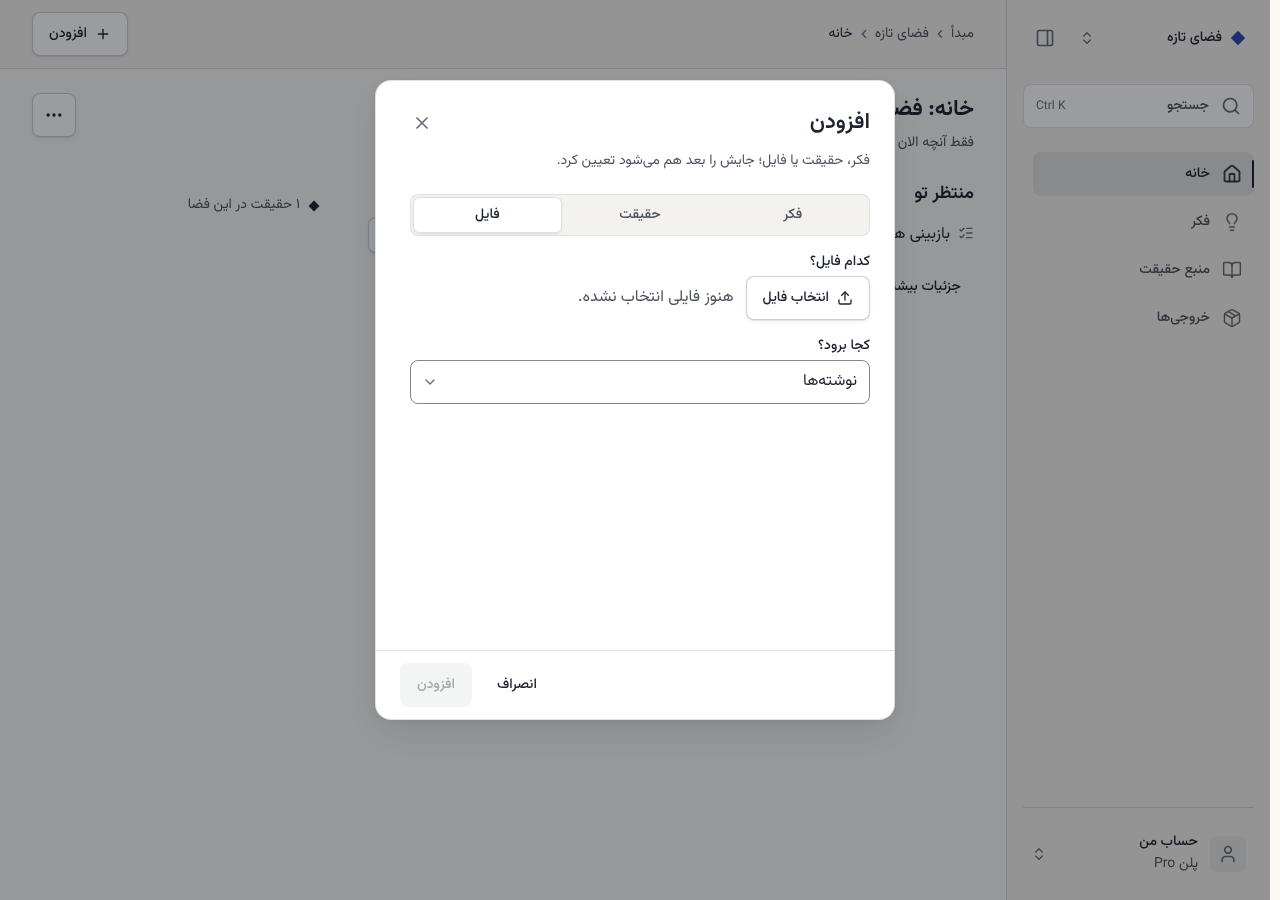 فضای تازه
جستجو
Ctrl K
خانه
فکر
منبع حقیقت
خروجی‌ها
حساب من
پلن Pro
مبدأ
فضای تازه
خانه
افزودن
خانه:
فقط آنچه الان
منتظر تو
بازبینی
جزئیات
۱ حقیقت در این فضا
افزودن
فکر، حقیقت یا فایل؛ جایش را بعد هم می‌شود تعیین کرد.
فکر
حقیقت
فایل
کدام فایل؟
انتخاب فایل
هنوز فایلی انتخاب نشده.
کجا برود؟
نوشته‌ها
انصراف
افزودن